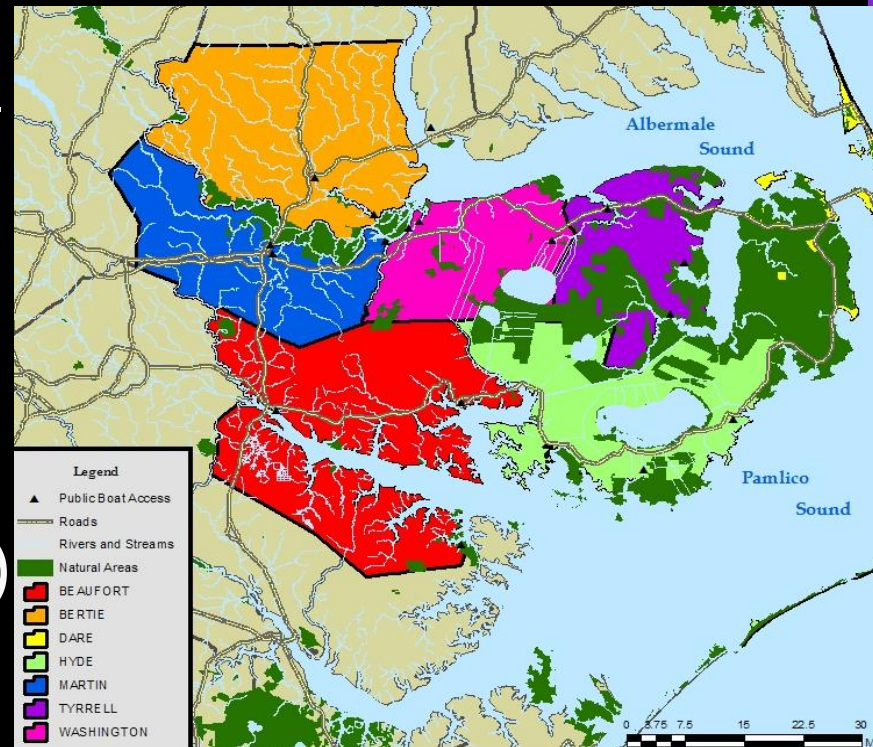 Albermale
Sound
Pamlico
Sound
Legend
Public Boat Access
Roads
Rivers and Streams
Natural Areas
BEAUFORT
BERTIE
DARE
HYDE
MARTIN
TYRRELL
WASHINGTON
0 3.75 7.5 15 22.5 30